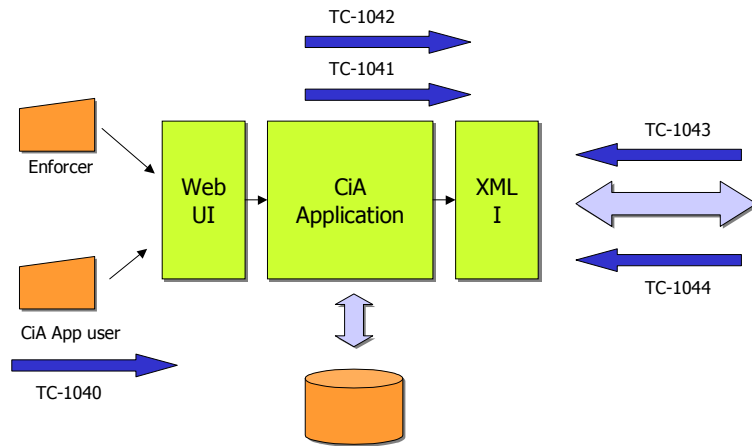 TC-1042
TC-1041
TC-1043
Enforcer
Web
UI
CiA
Application
XML
I
TC-1044
CiA App user
TC-1040